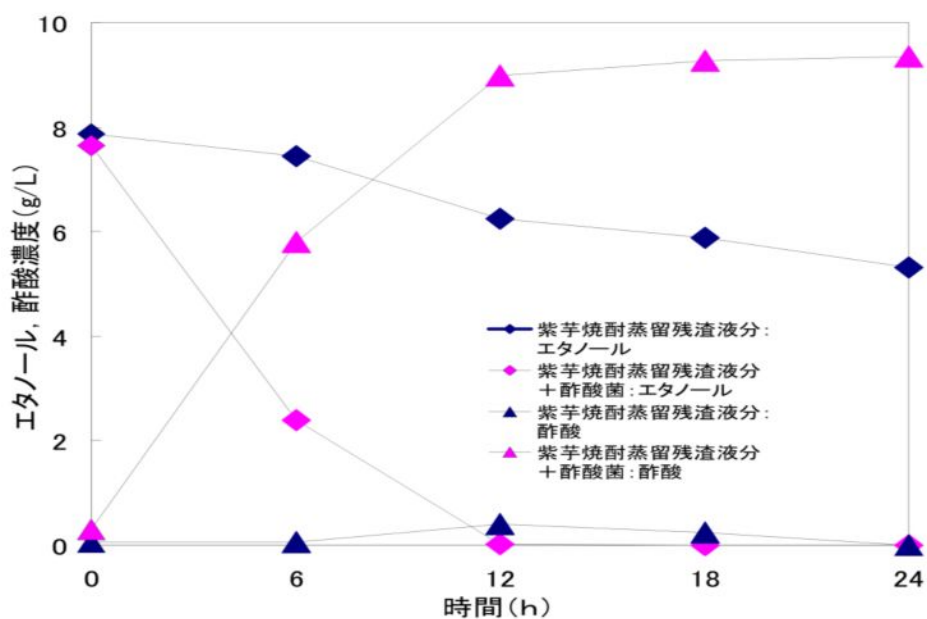 10
8
6
4
2
0
エタノール,酢酸濃度(g/L)
紫芋焼酎蒸留残渣液分:
エタノール
紫芋焼酎蒸留残渣液分
+酢酸菌:エタノール
紫芋焼酎蒸留残渣液分:
酢酸
紫芋焼酎蒸留残渣液分
+酢酸菌:酢酸
0 6 12 18 24
時間(h)